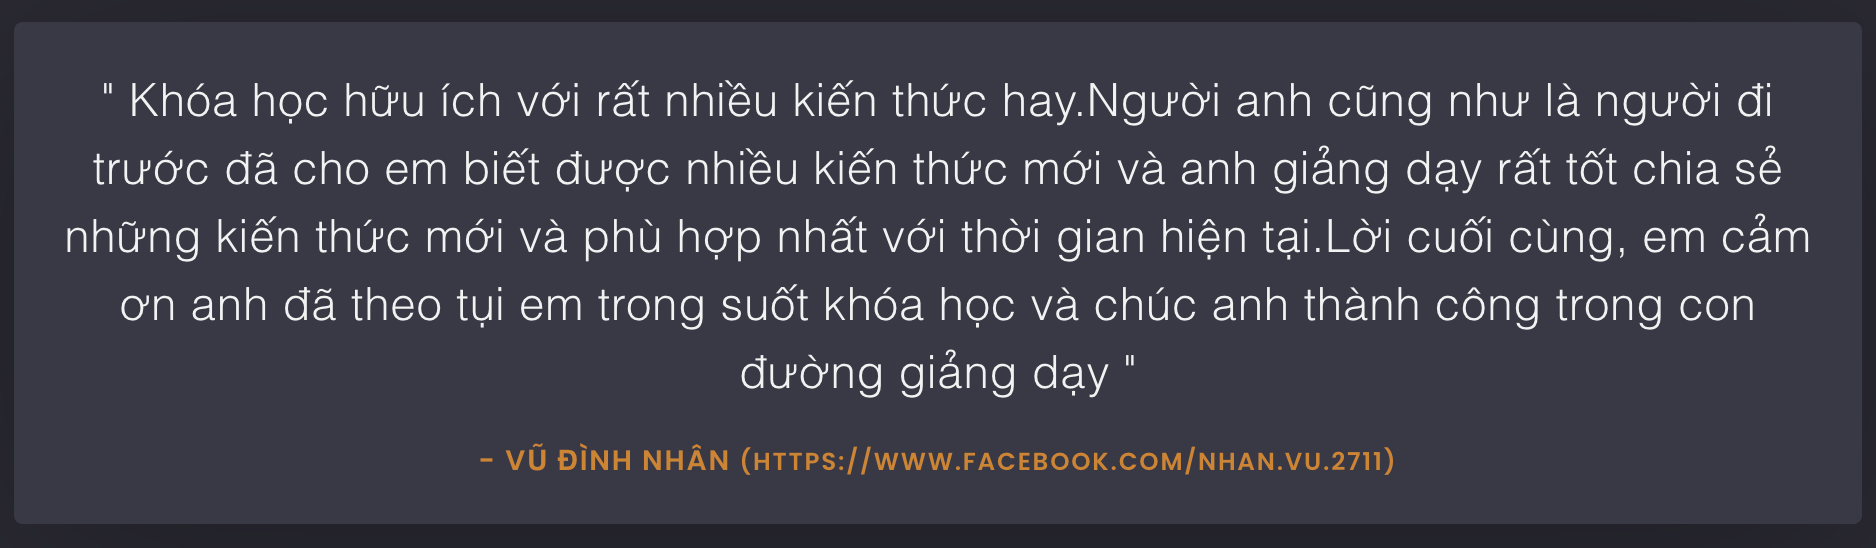 " Khóa học hữu ích với rất nhiều kiến thức hay.Người anh cũng như là người đi
trước đã cho em biết được nhiều kiến thức mới và anh giảng dạy rất tốt chia sẻ
những kiến thức mới và phù hợp nhất với thời gian hiện tại.Lời cuối cùng, em cảm
ơn anh đã theo tụi em trong suốt khóa học và chúc anh thành công trong con
đường giảng dạy "
- VŨ ĐÌNH NHÂN (HTTPS://WWW.FACEBOOK.COM/NHAN.VU.2711)